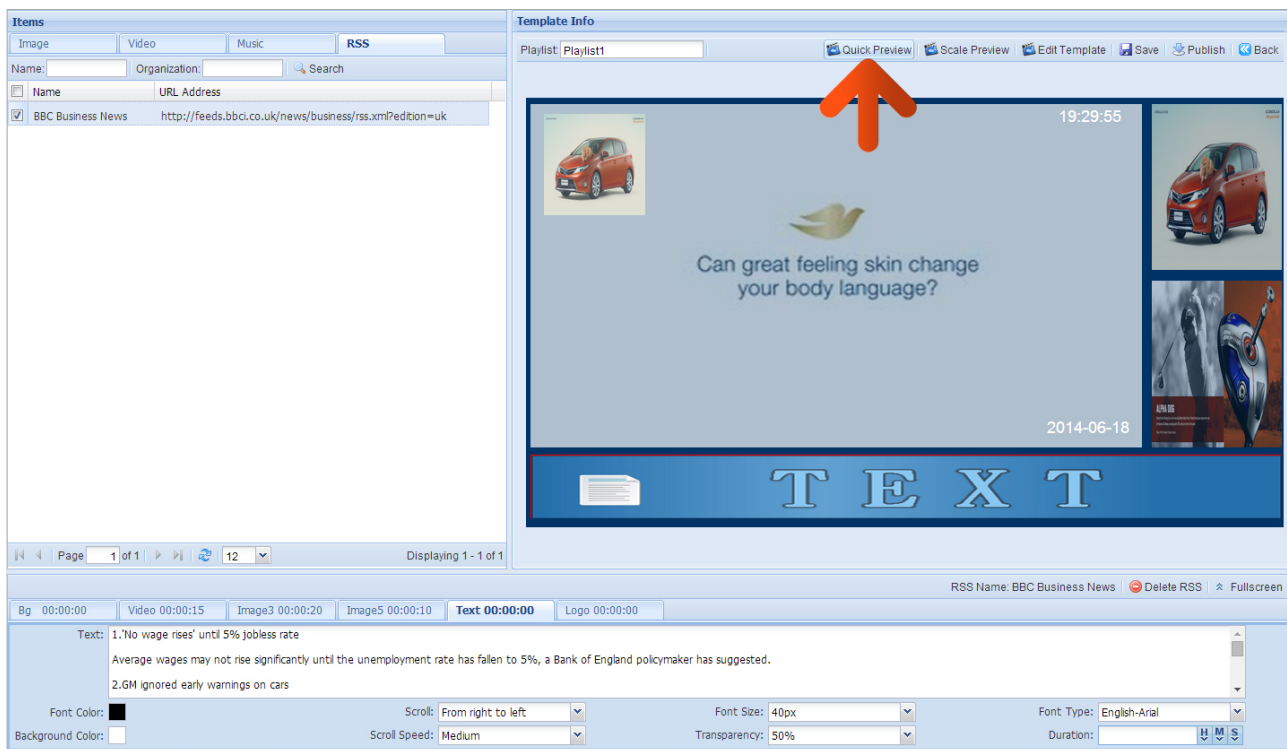 Items
Image Video Music RSS
Name: Organization: Search
Name URL Address
BBC Business News http://feeds.bbci.co.uk/news/business/rss.xml?edition=uk
Page 1 of 1 12 Displaying 1 - 1 of 1
Template Info
Playlist: Playlist1 Quick Preview Scale Preview Edit Template Save Publish Back
19:29:55
Can great feeling skin change
your body language?
2014-06-18
ALPHA DOG
TEXT
RSS Name: BBC Business News Delete RSS Fullscreen
Bg 00:00:00 Video 00:00:15 Image3 00:00:20 Image5 00:00:10 Text 00:00:00 Logo 00:00:00
Text: 1.'No wage rises' until 5% jobless rate
Average wages may not rise significantly until the unemployment rate has fallen to 5%, a Bank of England policymaker has suggested.
2.GM ignored early warnings on cars
Font Color: Scroll: From right to left Font Size: 40px Font Type: English-Arial
Background Color: Scroll Speed: Medium Transparency: 50% Duration: H M S